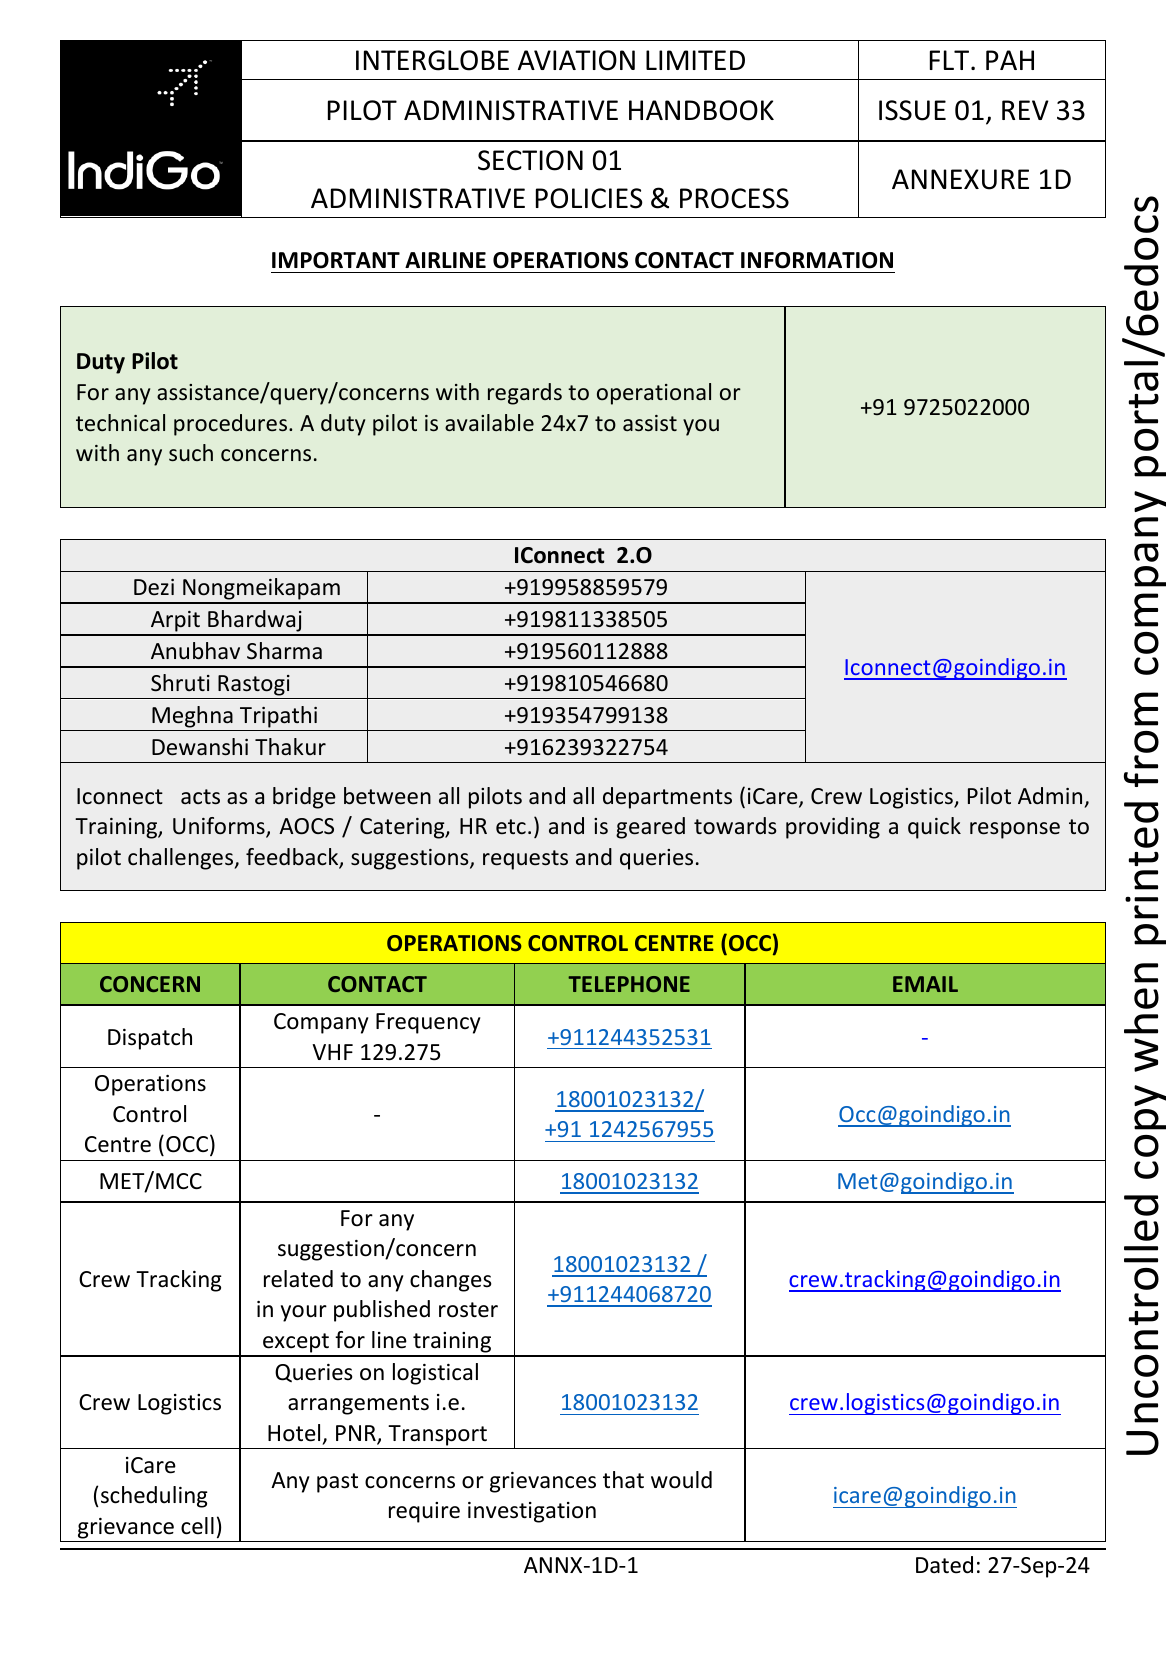 IndiGo
INTERGLOBE AVIATION LIMITED
FLT. PAH
PILOT ADMINISTRATIVE HANDBOOK
ISSUE 01, REV 33
SECTION 01
ADMINISTRATIVE POLICIES & PROCESS
ANNEXURE 1D
IMPORTANT AIRLINE OPERATIONS CONTACT INFORMATION
Duty Pilot
For any assistance/query/concerns with regards to operational or
technical procedures. A duty pilot is available 24x7 to assist you
with any such concerns.
+91 9725022000
IConnect 2.O
Dezi Nongmeikapam
+919958859579
Arpit Bhardwaj
+919811338505
Anubhav Sharma
+919560112888
Shruti Rastogi
+919810546680
Meghna Tripathi
+919354799138
Dewanshi Thakur
+916239322754
Iconnect@goindigo.in
Iconnect acts as a bridge between all pilots and all departments (iCare, Crew Logistics, Pilot Admin,
Training, Uniforms, AOCS / Catering, HR etc.) and is geared towards providing a quick response to
pilot challenges, feedback, suggestions, requests and queries.
OPERATIONS CONTROL CENTRE (OCC)
CONCERN
CONTACT
TELEPHONE
EMAIL
Dispatch
Company Frequency
VHF 129.275
+911244352531
-
Operations
Control
Centre (OCC)
-
18001023132/
+91 1242567955
Occ@goindigo.in
MET/MCC
18001023132
Met@goindigo.in
Crew Tracking
For any
suggestion/concern
related to any changes
in your published roster
except for line training
18001023132 /
+911244068720
crew.tracking@goindigo.in
Crew Logistics
Queries on logistical
arrangements i.e.
Hotel, PNR, Transport
18001023132
crew.logistics@goindigo.in
iCare
(scheduling
grievance cell)
Any past concerns or grievances that would
require investigation
icare@goindigo.in
ANNX-1D-1
Dated: 27-Sep-24
Uncontrolled copy when printed from company portal/6edocs